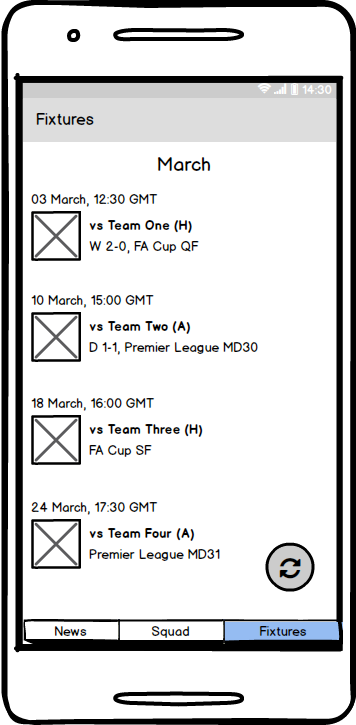 14:30
Fixtures
March
03 March, 12:30 GMT
vs Team One (H)
W 2-0, FA Cup QF
10 March, 15:00 GMT
vs Team Two (A)
D 1-1, Premier League MD30
18 March, 16:00 GMT
vs Team Three (H)
FA Cup SF
24 March, 17:30 GMT
vs Team Four (A)
Premier League MD31
News Squad Fixtures